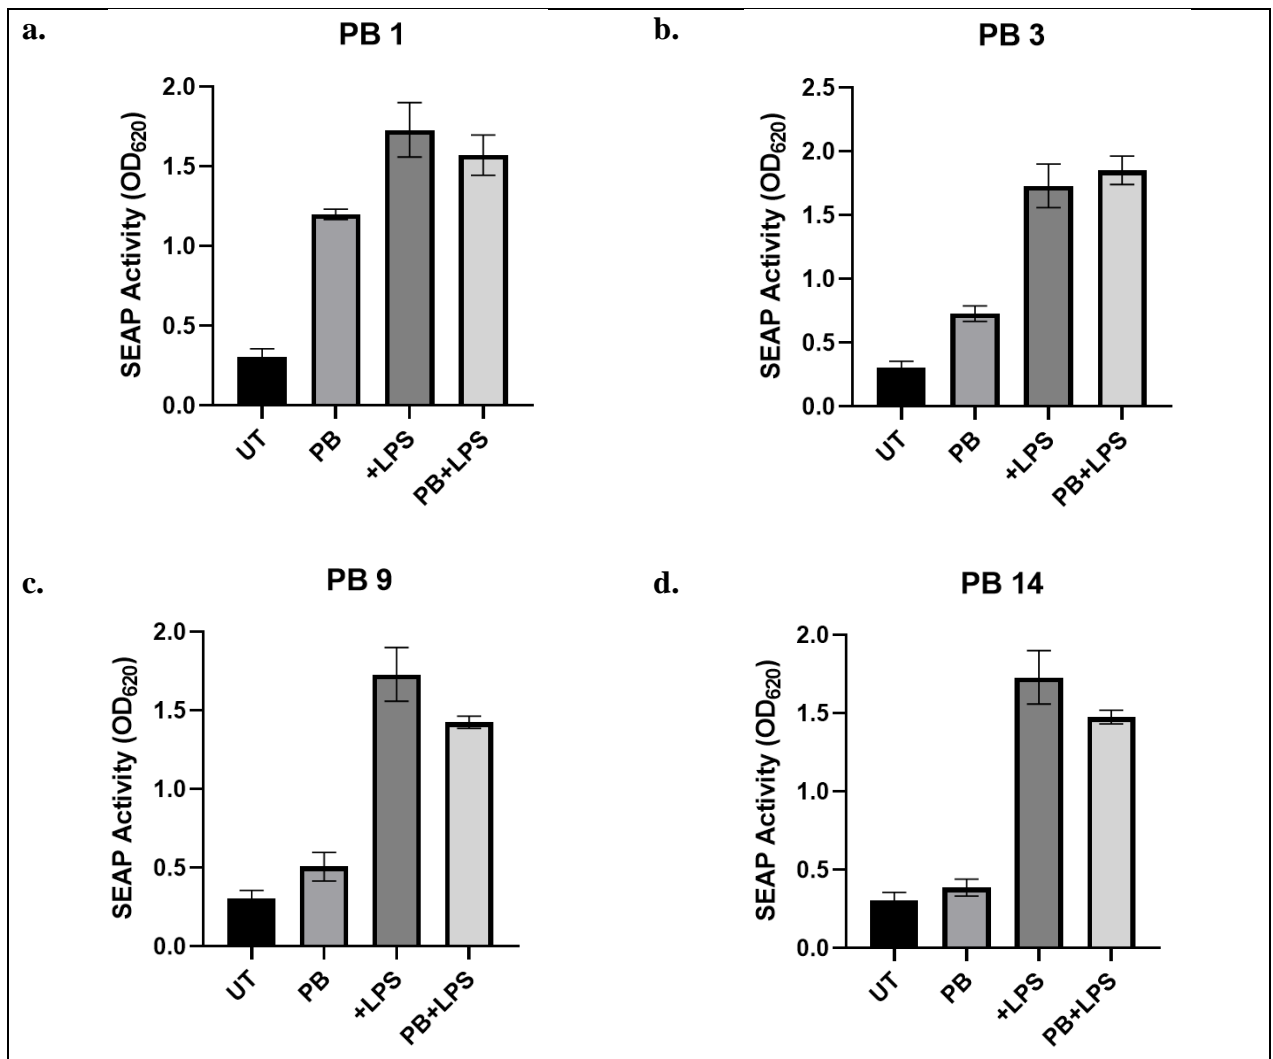 a.
PB 1
SEAP Activity (OD620)
2.0
1.5
1.0
0.5
0.0
UT
PB
+LPS
PB+LPS
b.
PB 3
SEAP Activity (OD620)
2.5
2.0
1.5
1.0
0.5
0.0
UT
PB
+LPS
PB+LPS
c.
PB 9
SEAP Activity (OD620)
2.0
1.5
1.0
0.5
0.0
UT
PB
+LPS
PB+LPS
d.
PB 14
SEAP Activity (OD620)
2.0
1.5
1.0
0.5
0.0
UT
PB
+LPS
PB+LPS